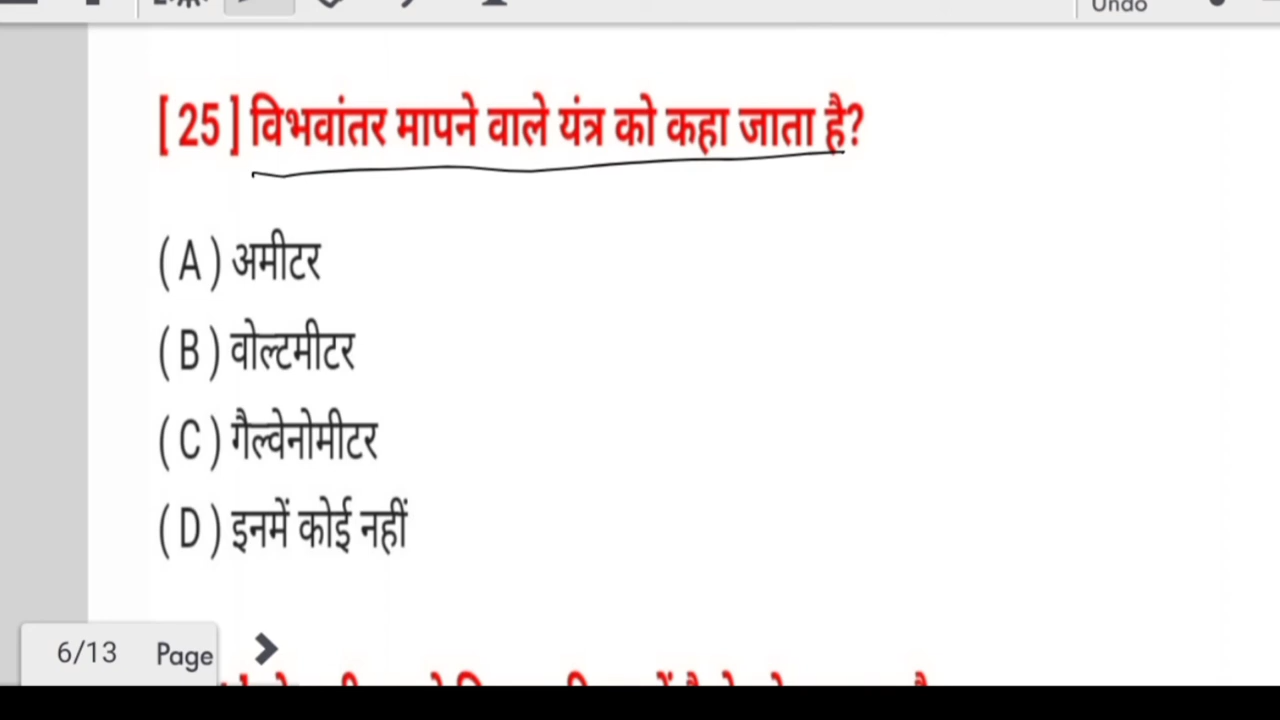 Undo
[ 25 ] विभवांतर मापने वाले यंत्र को कहा जाता है?
( A ) अमीटर
( B ) वोल्टमीटर
( C ) गैल्वेनोमीटर
( D ) इनमें कोई नहीं
6/13 Page